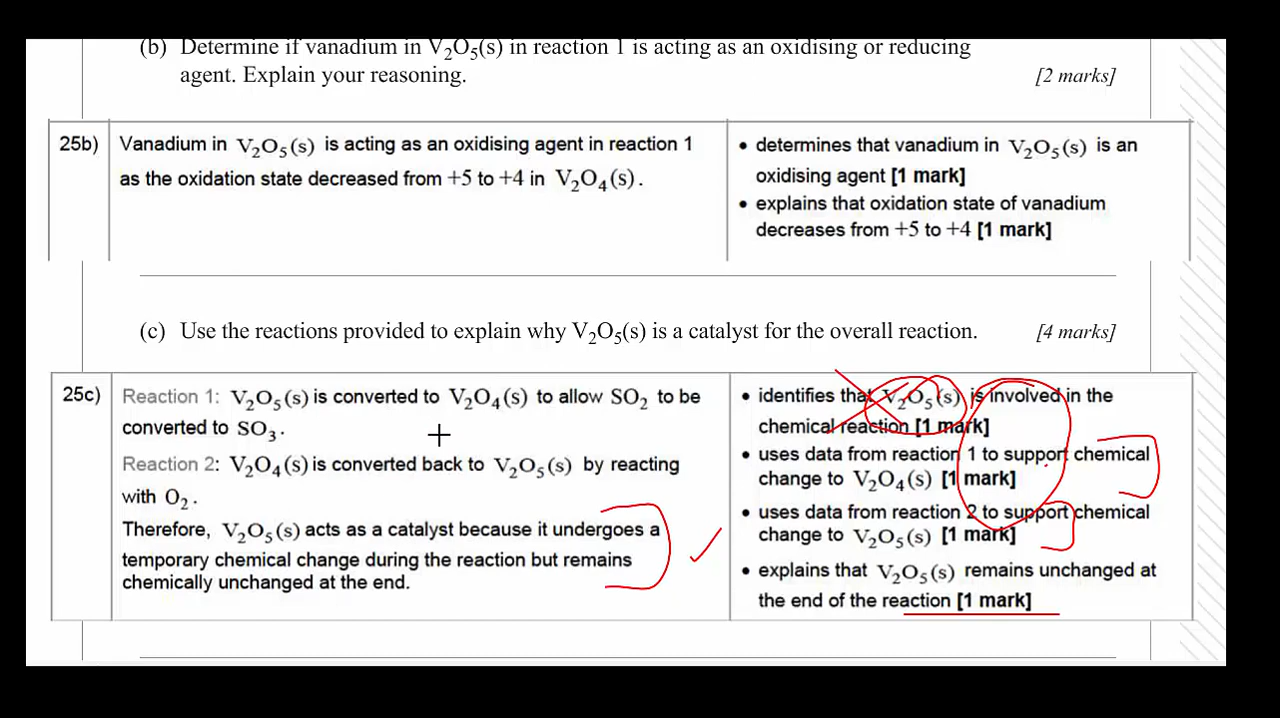 (b) Determine if vanadium in V₂O₅(s) in reaction 1 is acting as an oxidising or reducing
agent. Explain your reasoning. [2 marks]
25b) Vanadium in V₂O₅(s) is acting as an oxidising agent in reaction 1
as the oxidation state decreased from +5 to +4 in V₂O₄(s).
• determines that vanadium in V₂O₅(s) is an
oxidising agent [1 mark]
• explains that oxidation state of vanadium
decreases from +5 to +4 [1 mark]
(c) Use the reactions provided to explain why V₂O₅(s) is a catalyst for the overall reaction. [4 marks]
25c) Reaction 1: V₂O₅(s) is converted to V₂O₄(s) to allow SO₂ to be
converted to SO₃.
Reaction 2: V₂O₄(s) is converted back to V₂O₅(s) by reacting
with O₂.
Therefore, V₂O₅(s) acts as a catalyst because it undergoes a
temporary chemical change during the reaction but remains
chemically unchanged at the end.
• identifies that V₂O₅(s) is involved in the
chemical reaction [1 mark]
• uses data from reaction 1 to support chemical
change to V₂O₄(s) [1 mark]
• uses data from reaction 2 to support chemical
change to V₂O₅(s) [1 mark]
• explains that V₂O₅(s) remains unchanged at
the end of the reaction [1 mark]